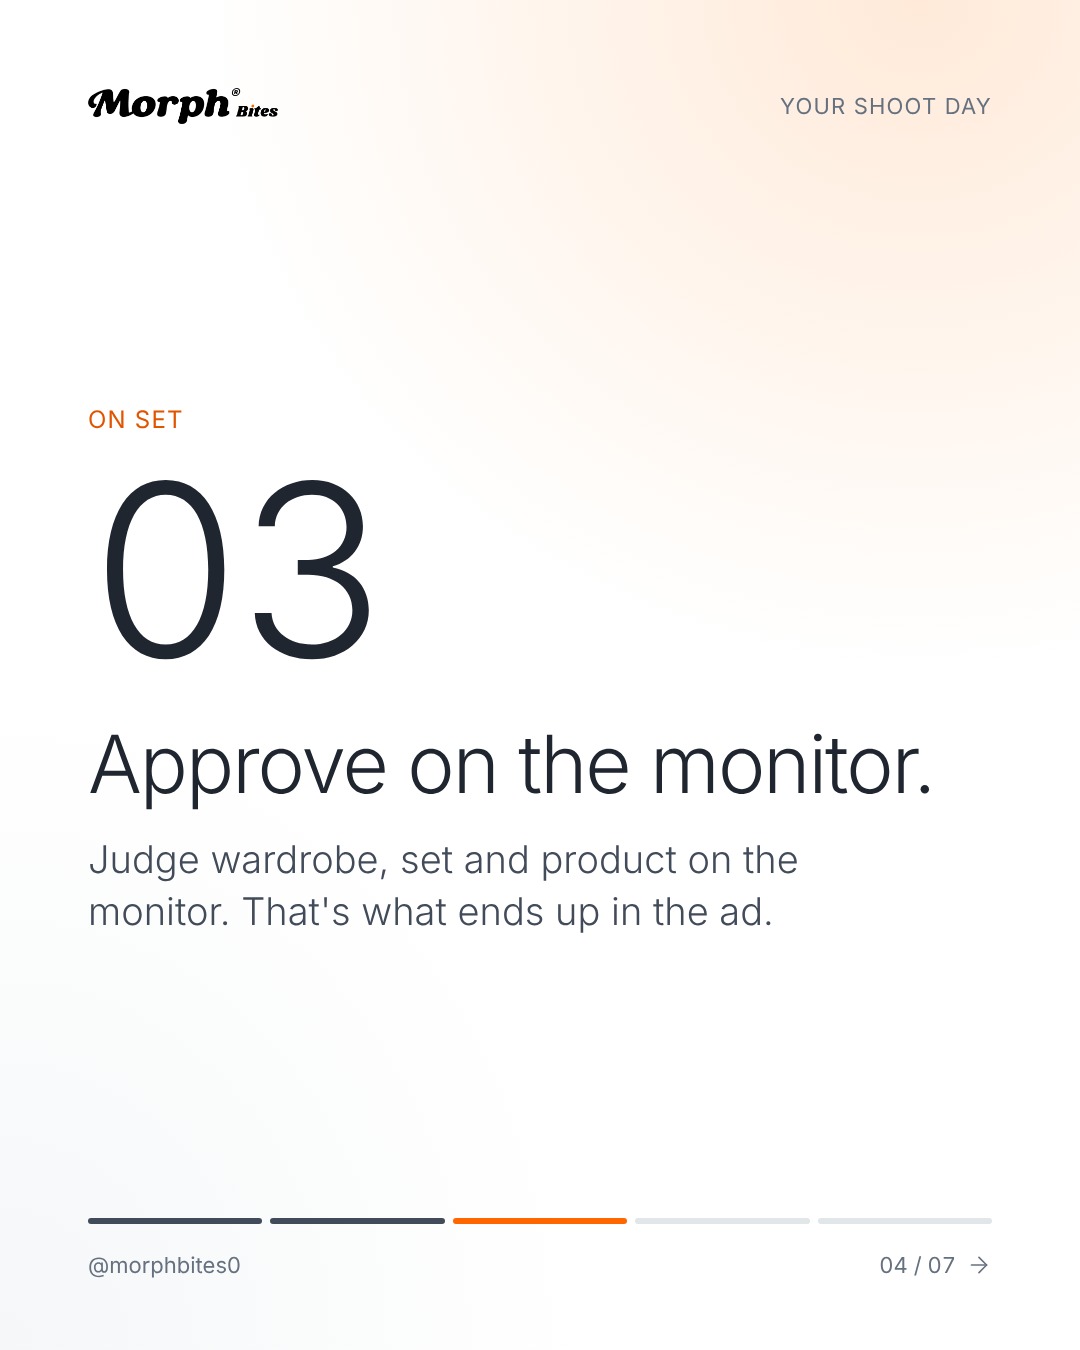 Morph® Bites
YOUR SHOOT DAY
ON SET
03
Approve on the monitor.
Judge wardrobe, set and product on the
monitor. That's what ends up in the ad.
@morphbites0
04 / 07 →